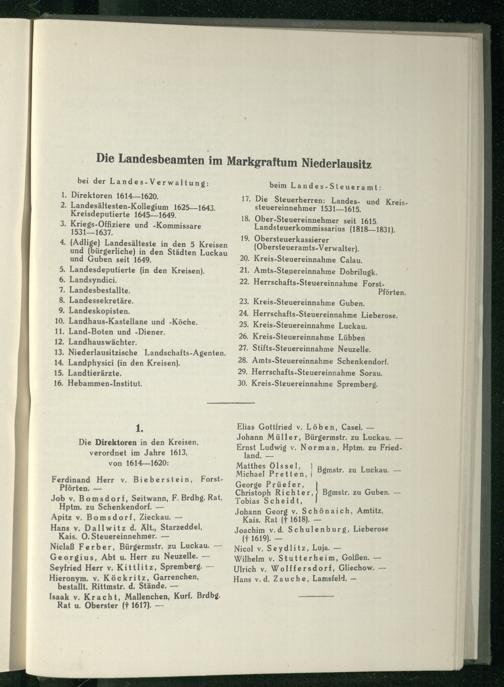 Die Landesbeamten im Markgraftum Niederlausitz
bei der Landes-Verwaltung:
1. Direktoren 1614—1620.
2. Landesältesten-Kollegium 1625—1643.
Kreisdeputierte 1645—1649.
3. Kriegs-Offiziere und -Kommissare
1531—1637.
4. (Adlige) Landesälteste in den 5 Kreisen
und (bürgerliche) in den Städten Luckau
und Guben seit 1649.
5. Landesdeputierte (in den Kreisen).
6. Landsyndici.
7. Landesbestallte.
8. Landessekretäre.
9. Landeskopisten.
10. Landhaus-Kastellane und -Köche.
11. Land-Boten und -Diener.
12. Landhauswächter.
13. Niederlausitzische Landschafts-Agenten.
14. Landphysici (in den Kreisen).
15. Landtierärzte.
16. Hebammen-Institut.
beim Landes-Steueramt:
17. Die Steuerherren: Landes- und Kreis-
steuereinnehmer 1531—1615.
18. Ober-Steuereinnehmer seit 1615.
Landsteuerkommissarius (1818—1831).
19. Obersteuerkassierer
(Obersteueramts-Verwalter).
20. Kreis-Steuereinnahme Calau.
21. Amts-Steuereinnahme Dobrilugk.
22. Herrschafts-Steuereinnahme Forst-
Pförten.
23. Kreis-Steuereinnahme Guben.
24. Herrschafts-Steuereinnahme Lieberose.
25. Kreis-Steuereinnahme Luckau.
26. Kreis-Steuereinnahme Lübben
27. Stifts-Steuereinnahme Neuzelle.
28. Amts-Steuereinnahme Schenkendorf.
29. Herrschafts-Steuereinnahme Sorau.
30. Kreis-Steuereinnahme Spremberg.
1.
Die Direktoren in den Kreisen,
verordnet im Jahre 1613,
von 1614—1620:
Ferdinand Herr v. Bieberstein, Forst-
Pförten. —
Job v. Bomsdorf, Seitwann, F. Brdbg. Rat,
Hptm. zu Schenkendorf. —
Apitz v. Bomsdorf, Zieckau. —
Hans v. Dallwitz d. Alt., Starzeddel,
Kais. O. Steuereinnehmer. —
Niclaß Ferber, Bürgermstr. zu Luckau. —
Georgius, Abt u. Herr zu Neuzelle. —
Seyfried Herr v. Kittlitz, Spremberg. —
Hieronym. v. Köckritz, Garrenchen,
bestallt. Rittmstr. d. Stände. —
Isaak v. Kracht, Mallenchen, Kurf. Brdbg.
Rat u. Oberster († 1617). —
Elias Gottfried v. Löben, Casel. —
Johann Müller, Bürgermstr. zu Luckau. —
Ernst Ludwig v. Norman, Hptm. zu Fried-
land. —
Matthes Olssel,
Michael Pretten, } Bgmstr. zu Luckau. —
George Prüefer,
Christoph Richter, } Bgmstr. zu Guben. —
Tobias Scheidt,
Johann Georg v. Schönaich, Amtitz,
Kais. Rat († 1618). —
Joachim v. d. Schulenburg, Lieberose
(† 1619). —
Nicol v. Seydlitz, Luja. —
Wilhelm v. Stutterheim, Golßen. —
Ulrich v. Wolffersdorf, Gliechow. —
Hans v. d. Zauche, Lamsfeld. —